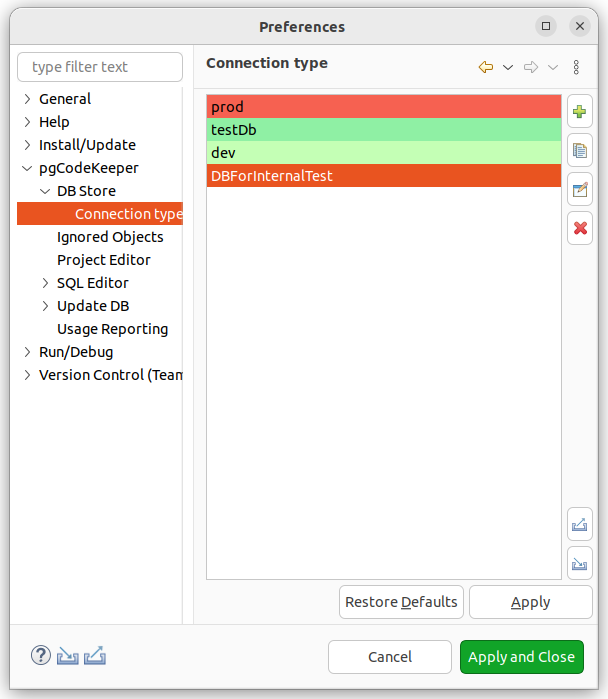 Preferences
type filter text
General
Help
Install/Update
pgCodeKeeper
DB Store
Connection type
Ignored Objects
Project Editor
SQL Editor
Update DB
Usage Reporting
Run/Debug
Version Control (Team
Connection type
prod
testDb
dev
DBForInternalTest
Restore Defaults
Apply
Cancel
Apply and Close